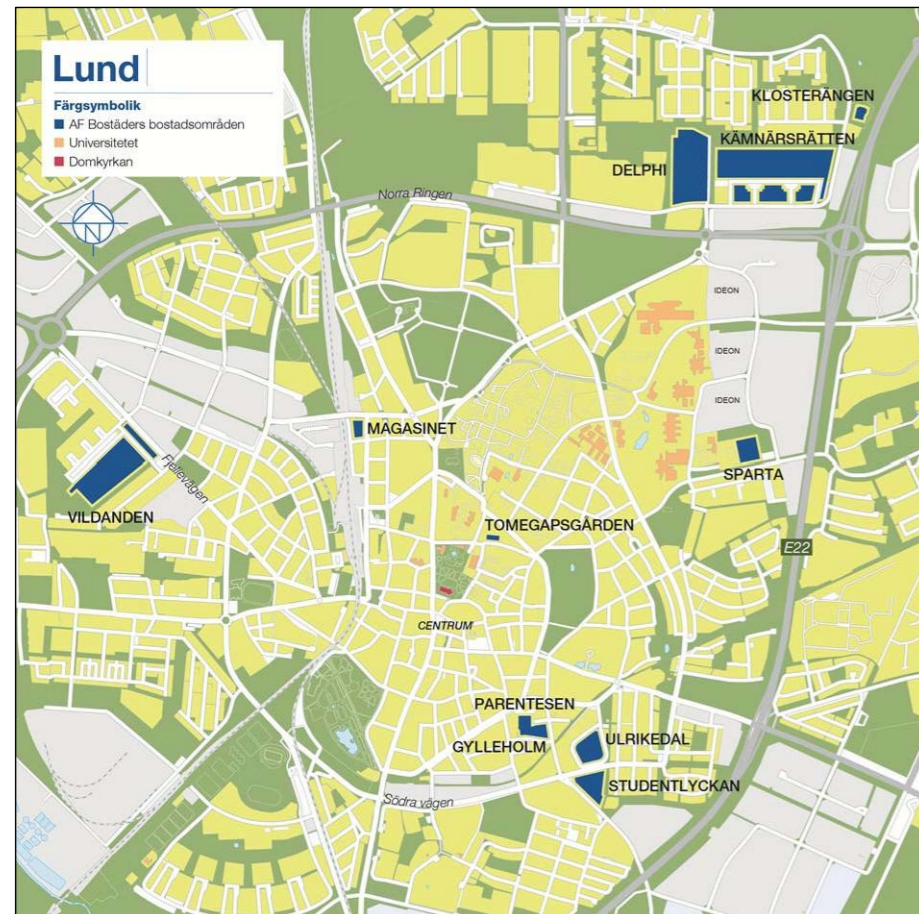 Lund
Färgsymbolik
AF Bostäders bostadsområden
Universitetet
Domkyrkan
N
KLOSTERÄNGEN
KÄMNÄRSRÄTTEN
DELPHI
Norra Ringen
IDEON
IDEON
IDEON
MAGASINET
SPARTA
Fjelievägen
VILDANDEN
TOMEGAPSGÅRDEN
E22
CENTRUM
PARENTESEN
GYLLEHOLM
ULRIKEDAL
STUDENTLYCKAN
Södra vägen